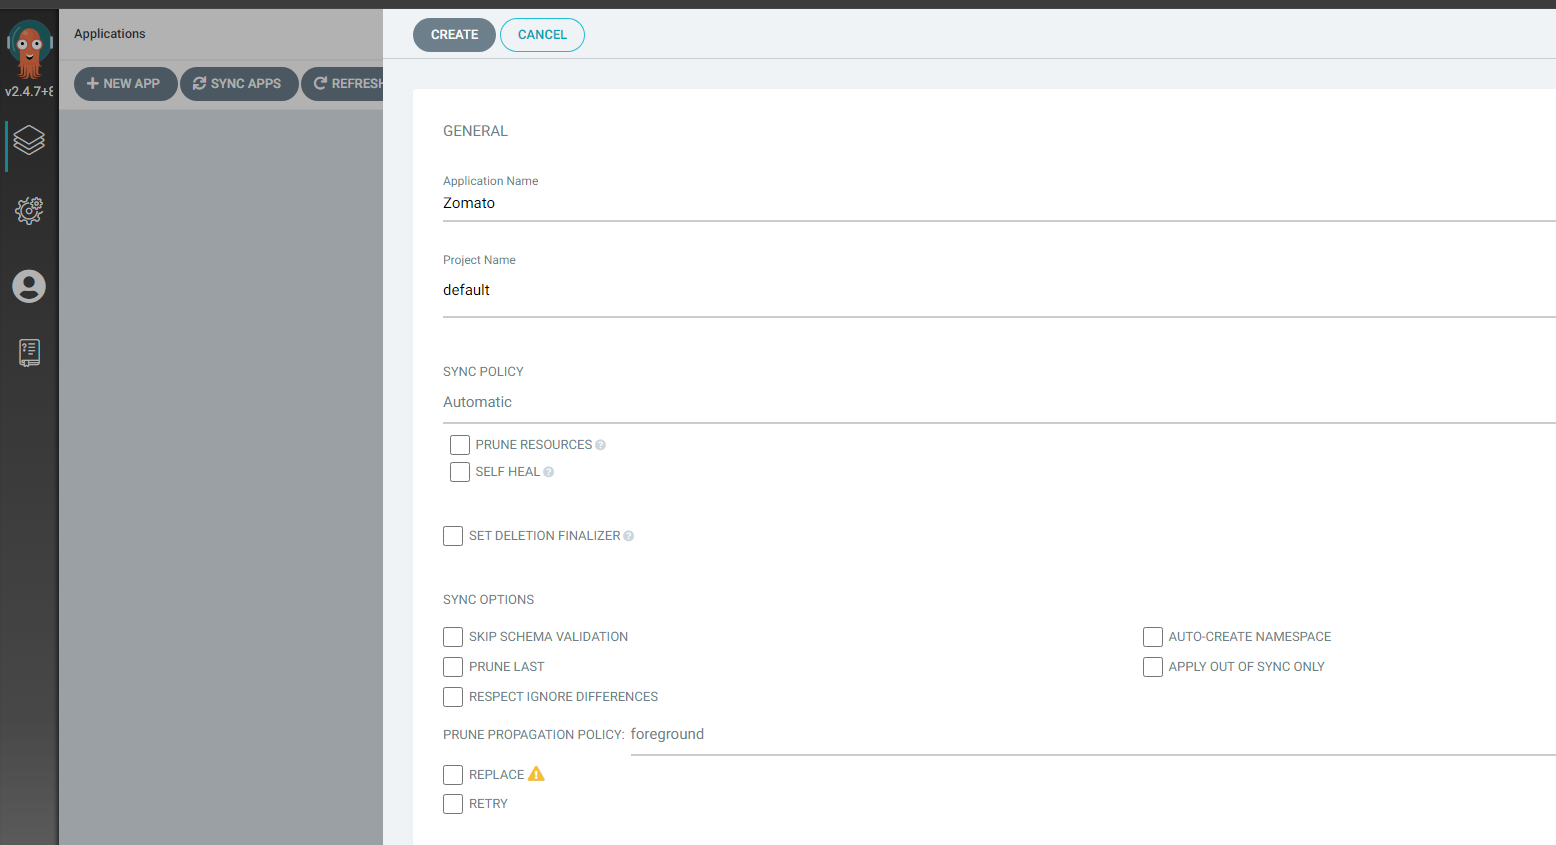 Applications
CREATE
CANCEL
NEW APP
SYNC APPS
REFRESH
v2.4.7+8
GENERAL
Application Name
Zomato
Project Name
default
SYNC POLICY
Automatic
PRUNE RESOURCES
SELF HEAL
SET DELETION FINALIZER
SYNC OPTIONS
SKIP SCHEMA VALIDATION
AUTO-CREATE NAMESPACE
PRUNE LAST
APPLY OUT OF SYNC ONLY
RESPECT IGNORE DIFFERENCES
PRUNE PROPAGATION POLICY: foreground
REPLACE
RETRY